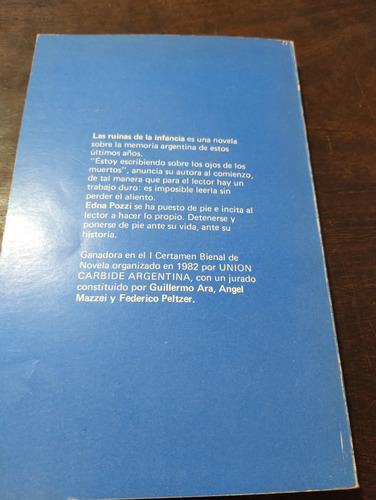 Las ruinas de la infancia es una novela
sobre la memoria argentina de estos
últimos años.
"Estoy escribiendo sobre los ojos de los
muertos", anuncia su autora al comienzo,
de tal manera que para el lector hay un
trabajo duro: es imposible leerla sin
perder el aliento.
Edna Pozzi se ha puesto de pie e incita al
lector a hacer lo propio. Detenerse y
ponerse de pie ante su vida, ante su
historia.
Ganadora en el I Certamen Bienal de
Novela organizado en 1982 por UNION
CARBIDE ARGENTINA, con un jurado
constituido por Guillermo Ara, Angel
Mazzei y Federico Peltzer.